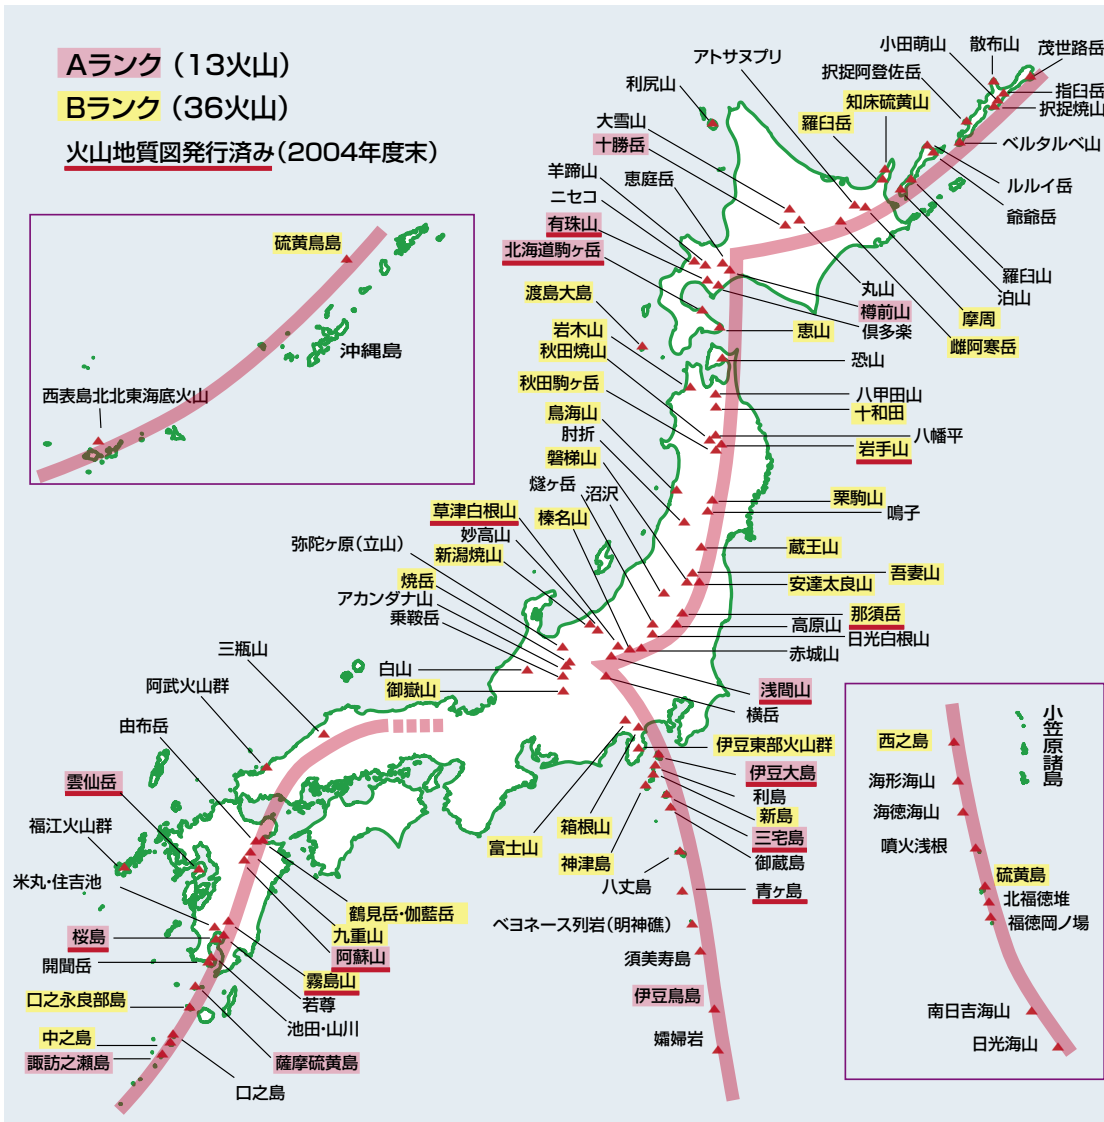 Aランク（13火山）
Bランク（36火山）
火山地質図発行済み（2004年度末）
硫黄鳥島
沖縄島
西表島北北東海底火山
小田萌山
散布山
茂世路岳
アトサヌプリ
択捉阿登佐岳
指臼岳
択捉焼山
利尻山
知床硫黄山
羅臼岳
ベルタルベ山
大雪山
十勝岳
ルルイ岳
爺爺岳
羊蹄山
恵庭岳
ニセコ
有珠山
北海道駒ヶ岳
羅臼山
泊山
丸山
樽前山
倶多楽
摩周
雌阿寒岳
渡島大島
恵山
岩木山
秋田焼山
恐山
秋田駒ヶ岳
八甲田山
十和田
鳥海山
肘折
八幡平
岩手山
磐梯山
燧ヶ岳
沼沢
栗駒山
鳴子
草津白根山
榛名山
妙高山
弥陀ヶ原（立山）
新潟焼山
蔵王山
焼岳
吾妻山
安達太良山
アカンダナ山
乗鞍岳
那須岳
高原山
日光白根山
赤城山
三瓶山
白山
御嶽山
浅間山
横岳
阿武火山群
由布岳
伊豆東部火山群
雲仙岳
伊豆大島
利島
新島
箱根山
三宅島
富士山
神津島
御蔵島
福江火山群
八丈島
青ヶ島
米丸・住吉池
鶴見岳・伽藍岳
九重山
ベヨネース列岩（明神礁）
桜島
阿蘇山
須美寿島
開聞岳
霧島山
若尊
伊豆鳥島
口之永良部島
池田・山川
中之島
孀婦岩
諏訪之瀬島
薩摩硫黄島
口之島
小笠原諸島
西之島
海形海山
海徳海山
噴火浅根
硫黄島
北福徳堆
福徳岡ノ場
南日吉海山
日光海山